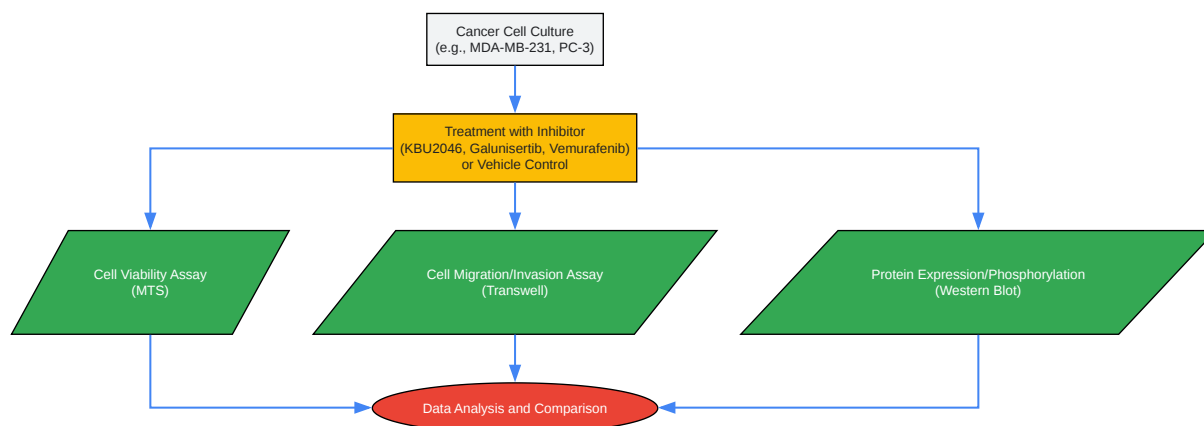 Cancer Cell Culture
(e.g., MDA-MB-231, PC-3)
Treatment with Inhibitor
(KBU2046, Galunisertib, Vemurafenib)
or Vehicle Control
Cell Viability Assay
(MTS)
Cell Migration/Invasion Assay
(Transwell)
Protein Expression/Phosphorylation
(Western Blot)
Data Analysis and Comparison